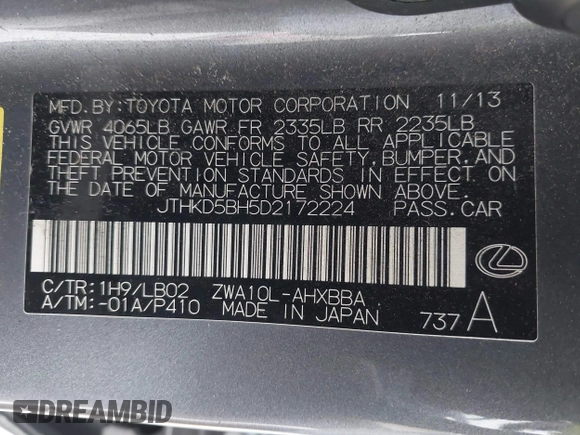 MFD. BY: TOYOTA MOTOR CORPORATION 11/13
GVWR 4065LB GAWR FR 2335LB RR 2235LB
THIS VEHICLE CONFORMS TO ALL APPLICABLE
FEDERAL MOTOR VEHICLE SAFETY, BUMPER, AND
THEFT PREVENTION STANDARDS IN EFFECT ON
THE DATE OF MANUFACTURE SHOWN ABOVE.
JTHKD5BH5D2172224 PASS. CAR
C/TR: 1H9/LB02 ZWA10L-AHXBBA
A/TM: -01A/P410 MADE IN JAPAN 737 A
DREAMBID